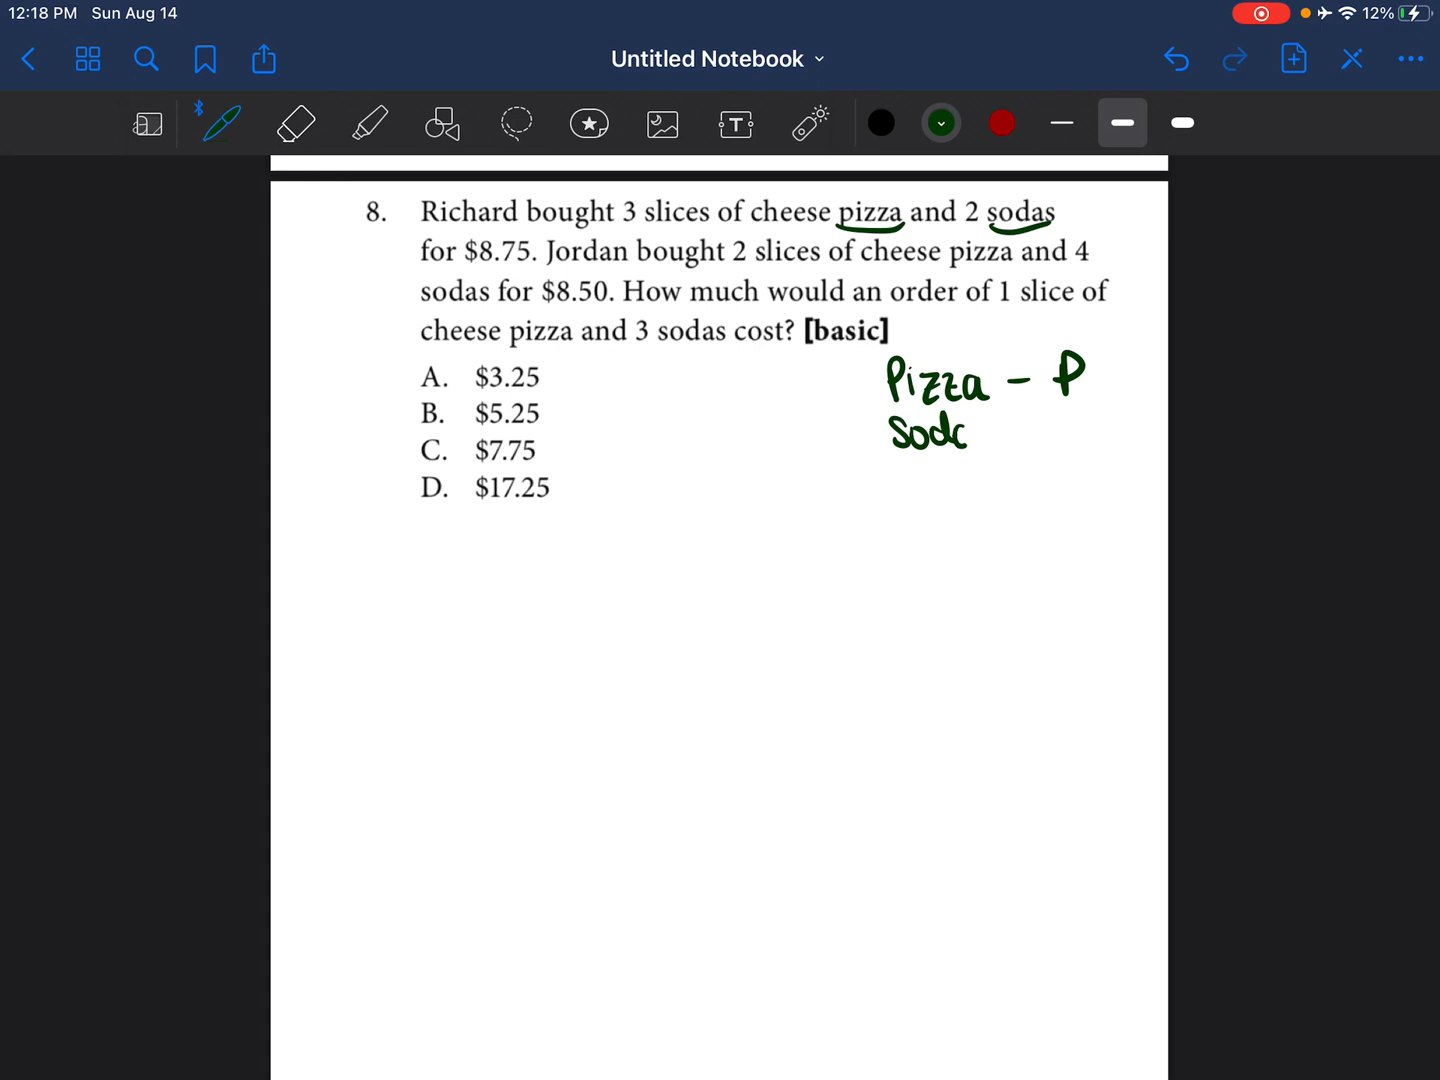 12:18 PM Sun Aug 14
12%
Untitled Notebook
T
8. Richard bought 3 slices of cheese pizza and 2 sodas
for $8.75. Jordan bought 2 slices of cheese pizza and 4
sodas for $8.50. How much would an order of 1 slice of
cheese pizza and 3 sodas cost? [basic]
A. $3.25
B. $5.25
C. $7.75
D. $17.25
Pizza - P
sodc